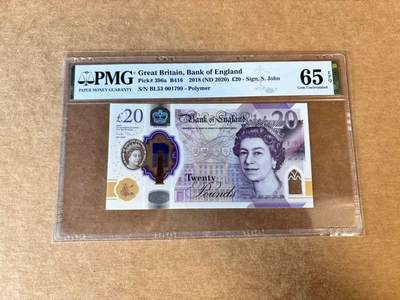 PMG
PAPER MONEY GUARANTY
Great Britain, Bank of England
Pick# 396a B416 2018 (ND 2020) £20 - Sign. S. John
S/N BL53 001799 - Polymer
65 EPQ
Gem Uncirculated
£20
Bank of England
20
Twenty
Pounds